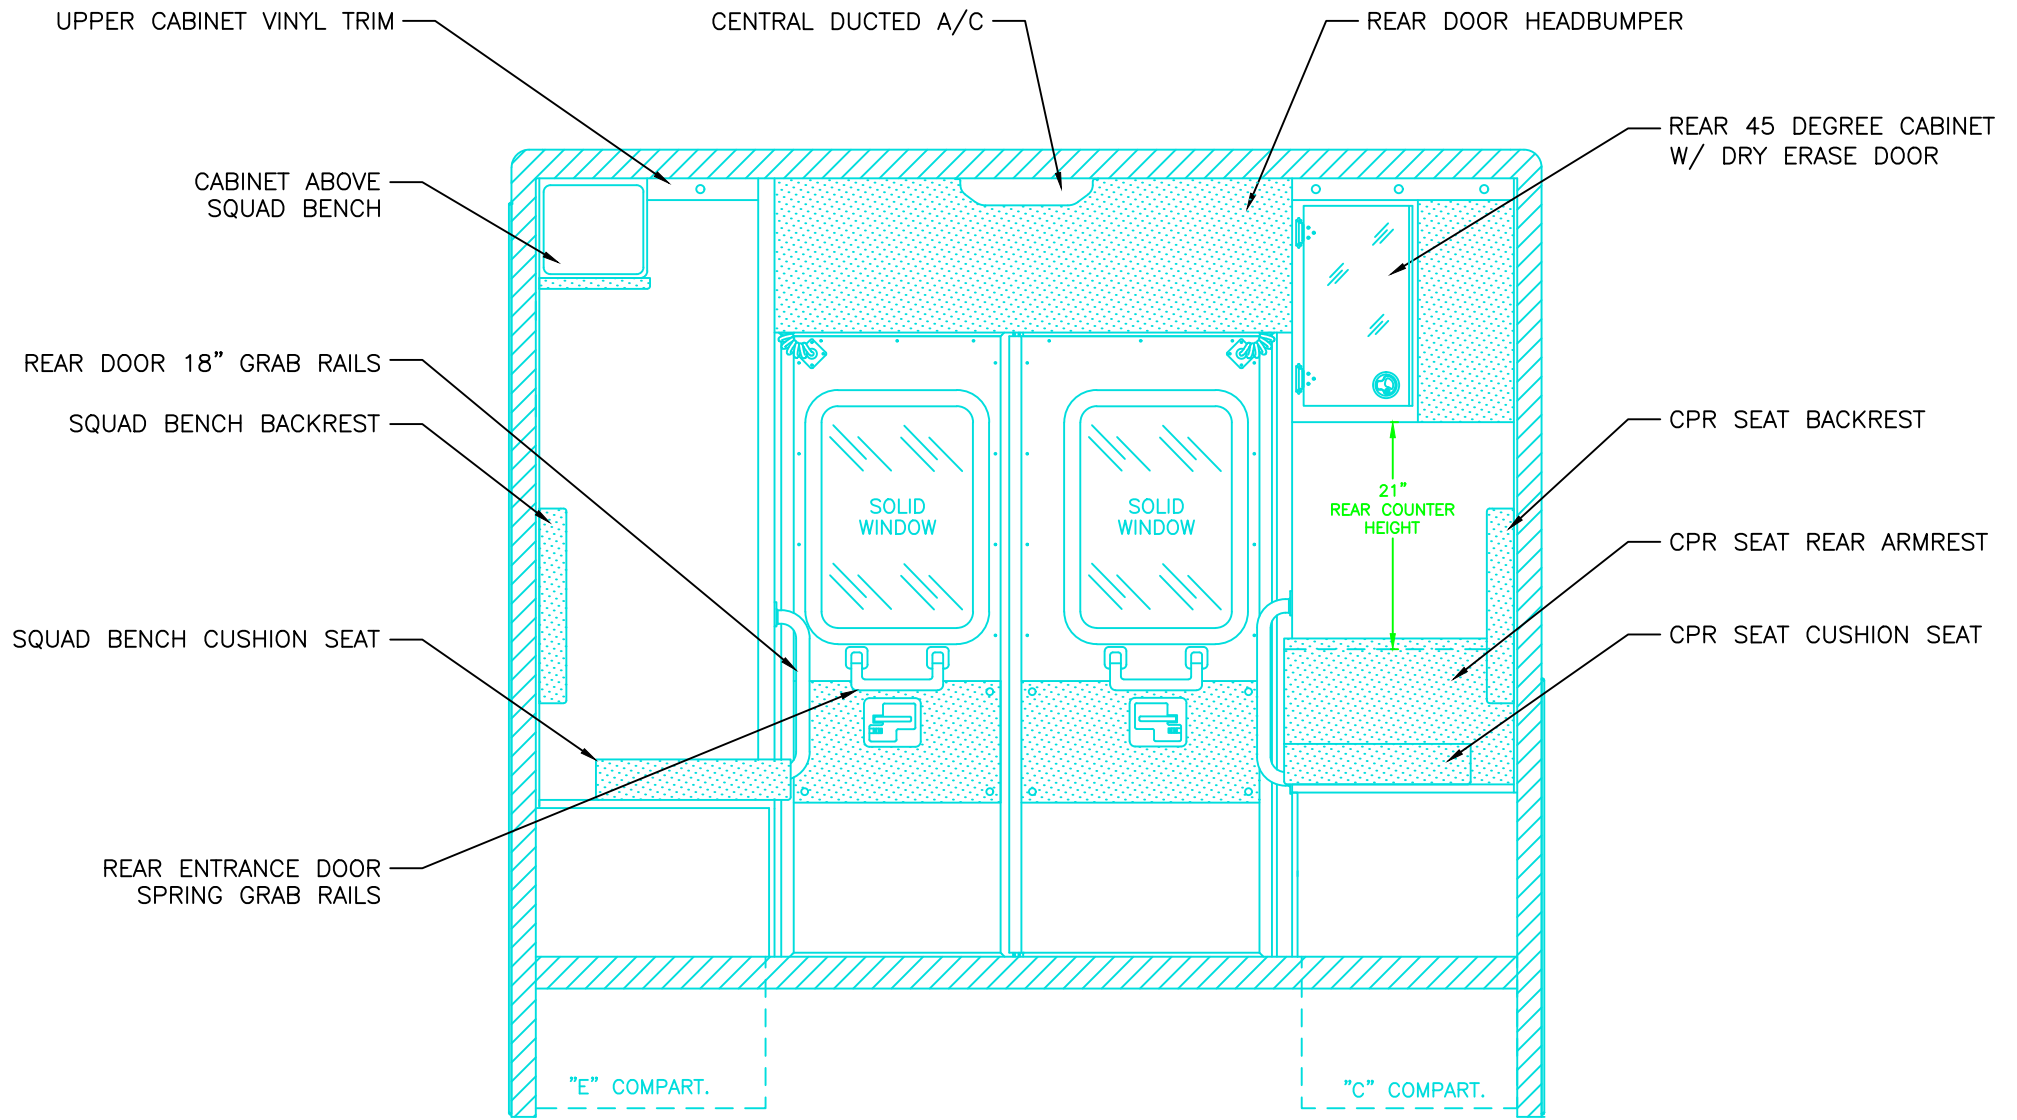 UPPER CABINET VINYL TRIM
CENTRAL DUCTED A/C
REAR DOOR HEADBUMPER
REAR 45 DEGREE CABINET
W/ DRY ERASE DOOR
CABINET ABOVE
SQUAD BENCH
REAR DOOR 18” GRAB RAILS
SQUAD BENCH BACKREST
CPR SEAT BACKREST
SOLID
WINDOW
SOLID
WINDOW
21”
REAR COUNTER
HEIGHT
CPR SEAT REAR ARMREST
SQUAD BENCH CUSHION SEAT
CPR SEAT CUSHION SEAT
REAR ENTRANCE DOOR
SPRING GRAB RAILS
”E” COMPART.
”C” COMPART.